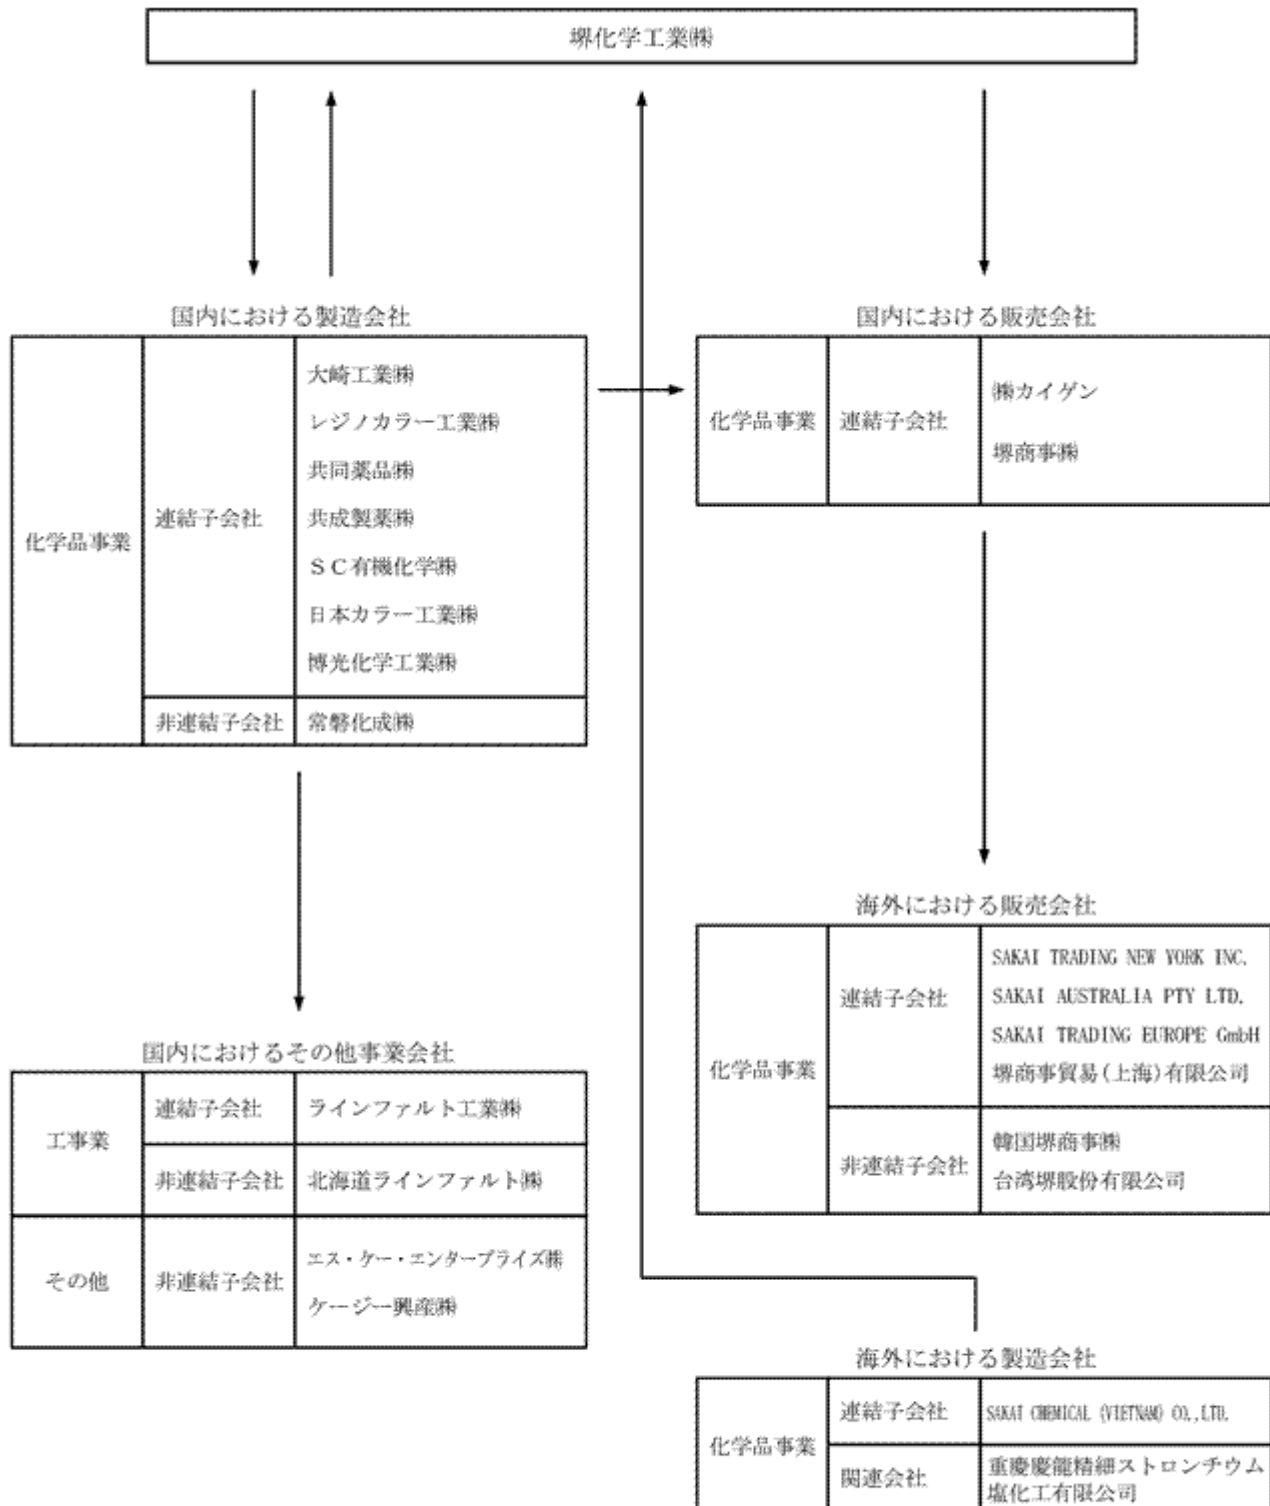 堺化学工業㈱
国内における製造会社
化学品事業
連結子会社
大崎工業㈱
レジノカラー工業㈱
共同薬品㈱
共成製薬㈱
ＳＣ有機化学㈱
日本カラー工業㈱
博光化学工業㈱
非連結子会社
常磐化成㈱
国内における販売会社
化学品事業
連結子会社
㈱カイゲン
堺商事㈱
国内におけるその他事業会社
工事業
連結子会社
ラインファルト工業㈱
非連結子会社
北海道ラインファルト㈱
その他
非連結子会社
エス・ケー・エンタープライズ㈱
ケージー興産㈱
海外における販売会社
化学品事業
連結子会社
SAKAI TRADING NEW YORK INC.
SAKAI AUSTRALIA PTY LTD.
SAKAI TRADING EUROPE GmbH
堺商事貿易(上海)有限公司
非連結子会社
韓国堺商事㈱
台湾堺股份有限公司
海外における製造会社
化学品事業
連結子会社
SAKAI CHEMICAL (VIETNAM) CO.,LTD.
関連会社
重慶慶龍精細ストロンチウム
塩化工有限公司